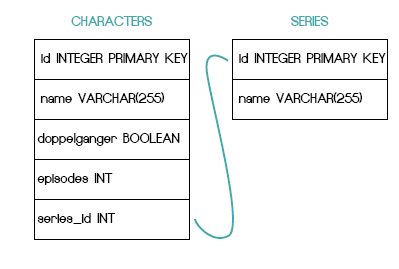 CHARACTERS
id INTEGER PRIMARY KEY
name VARCHAR(255)
doppelganger BOOLEAN
episodes INT
series_id INT
SERIES
id INTEGER PRIMARY KEY
name VARCHAR(255)